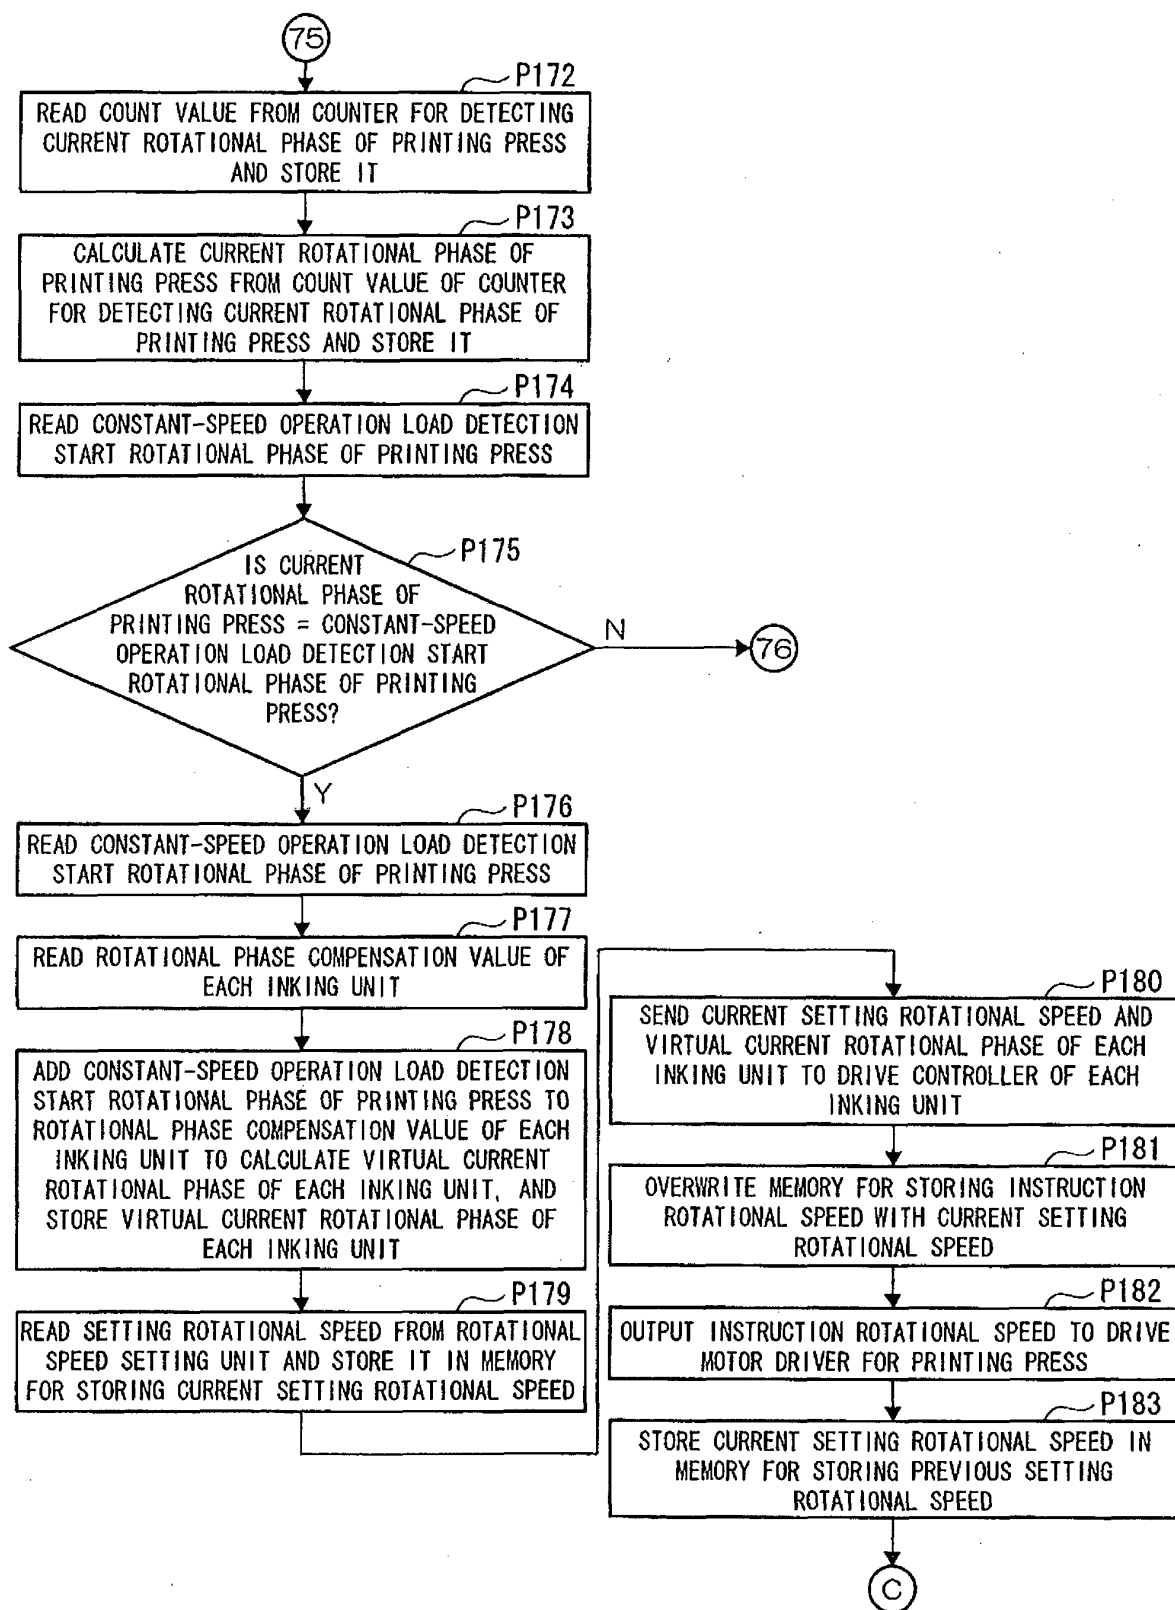 75
P172
READ COUNT VALUE FROM COUNTER FOR DETECTING
CURRENT ROTATIONAL PHASE OF PRINTING PRESS
AND STORE IT
P173
CALCULATE CURRENT ROTATIONAL PHASE OF
PRINTING PRESS FROM COUNT VALUE OF COUNTER
FOR DETECTING CURRENT ROTATIONAL PHASE OF
PRINTING PRESS AND STORE IT
P174
READ CONSTANT-SPEED OPERATION LOAD DETECTION
START ROTATIONAL PHASE OF PRINTING PRESS
P175
IS CURRENT
ROTATIONAL PHASE OF
PRINTING PRESS = CONSTANT-SPEED
OPERATION LOAD DETECTION START
ROTATIONAL PHASE OF PRINTING
PRESS?
N
76
Y
P176
READ CONSTANT-SPEED OPERATION LOAD DETECTION
START ROTATIONAL PHASE OF PRINTING PRESS
P177
READ ROTATIONAL PHASE COMPENSATION VALUE OF
EACH INKING UNIT
P178
ADD CONSTANT-SPEED OPERATION LOAD DETECTION
START ROTATIONAL PHASE OF PRINTING PRESS TO
ROTATIONAL PHASE COMPENSATION VALUE OF EACH
INKING UNIT TO CALCULATE VIRTUAL CURRENT
ROTATIONAL PHASE OF EACH INKING UNIT, AND
STORE VIRTUAL CURRENT ROTATIONAL PHASE OF
EACH INKING UNIT
P179
READ SETTING ROTATIONAL SPEED FROM ROTATIONAL
SPEED SETTING UNIT AND STORE IT IN MEMORY
FOR STORING CURRENT SETTING ROTATIONAL SPEED
P180
SEND CURRENT SETTING ROTATIONAL SPEED AND
VIRTUAL CURRENT ROTATIONAL PHASE OF EACH
INKING UNIT TO DRIVE CONTROLLER OF EACH
INKING UNIT
P181
OVERWRITE MEMORY FOR STORING INSTRUCTION
ROTATIONAL SPEED WITH CURRENT SETTING
ROTATIONAL SPEED
P182
OUTPUT INSTRUCTION ROTATIONAL SPEED TO DRIVE
MOTOR DRIVER FOR PRINTING PRESS
P183
STORE CURRENT SETTING ROTATIONAL SPEED IN
MEMORY FOR STORING PREVIOUS SETTING
ROTATIONAL SPEED
C